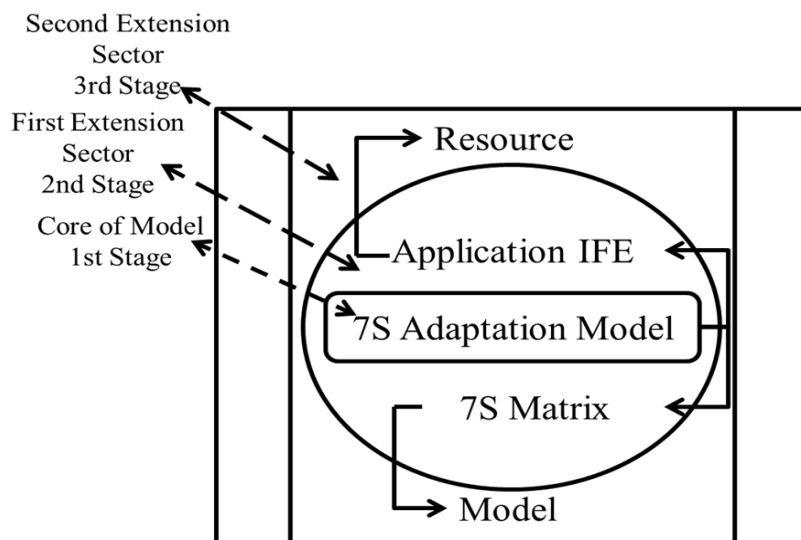 Second Extension
Sector
3rd Stage
First Extension
Sector
2nd Stage
Core of Model
1st Stage
Resource
Application IFE
7S Adaptation Model
7S Matrix
Model